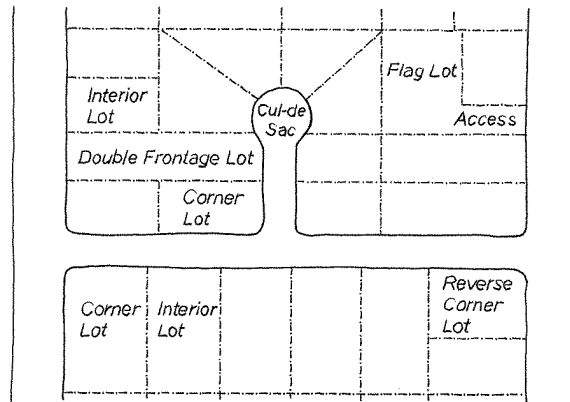 Flag Lot
Interior
Lot
Cul-de
Sac
Access
Double Frontage Lot
Corner
Lot
Corner
Lot
Interior
Lot
Reverse
Corner
Lot